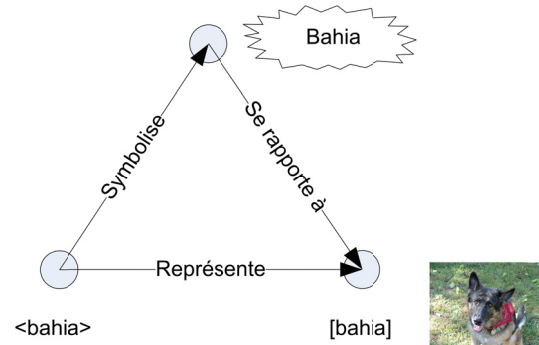 Bahia
Symbolise
Se rapporte à
Représente
<bahia>
[bahia]